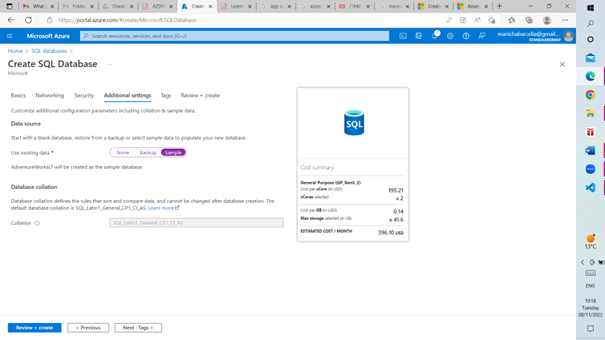 What
Folde
Choos
AZ90
Create
Learn
app o
azure
(1940
transl
Creat
Azure
https://portal.azure.com/#create/Microsoft.SQLDatabase
Microsoft Azure
Search resources, services, and docs (G+/)
1
manishabarodia@gmail....
Home > SQL databases >
Create SQL Database ...
Microsoft
Basics Networking Security Additional settings Tags Review + create
Customize additional configuration parameters including collation & sample data.
Data source
Start with a blank database, restore from a backup or select sample data to populate your new database.
Use existing data * None Backup Sample
AdventureWorksLT will be created as the sample database.
Database collation
Database collation defines the rules that sort and compare data, and cannot be changed after database creation. The
default database collation is SQL_Latin1_General_CP1_CI_AS. Learn more
Collation SQL_Latin1_General_CP1_CI_AS
SQL
Cost summary
General Purpose (GP_Gen5_2)
Cost per vCore (in USD) 195.21
vCores selected x 2
Cost per GB (in USD) 0.14
Max storage selected (in GB) x 41.6
ESTIMATED COST / MONTH 396.10 USD
Review + create < Previous Next : Tags >
13°C
ENG
10:18
Tuesday
08/11/2022